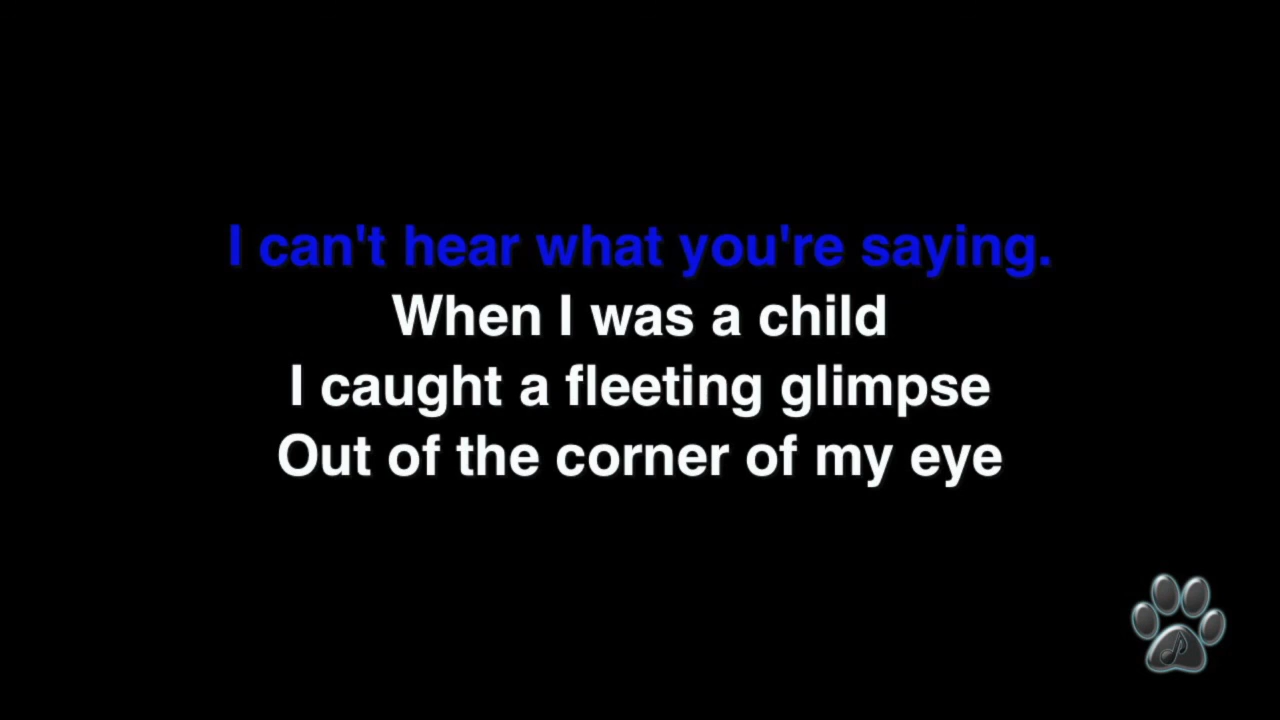 I can't hear what you're saying.
When I was a child
I caught a fleeting glimpse
Out of the corner of my eye